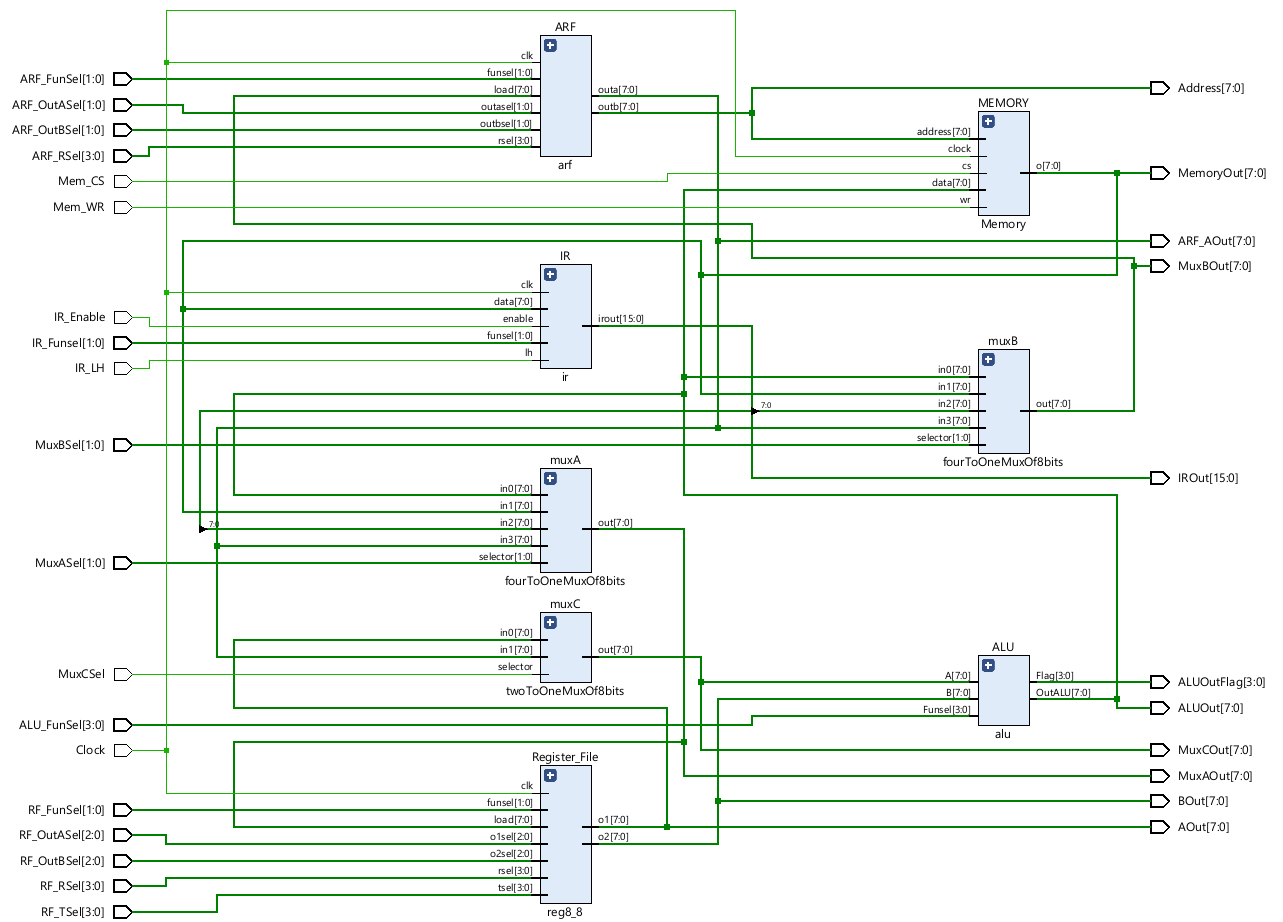 ARF
clk
funsel[1:0]
load[7:0]
outasel[1:0]
outbsel[1:0]
rsel[3:0]
outa[7:0]
outb[7:0]
arf
ARF_FunSel[1:0]
ARF_OutASel[1:0]
ARF_OutBSel[1:0]
ARF_RSel[3:0]
Mem_CS
Mem_WR
MEMORY
address[7:0]
clock
cs
data[7:0]
wr
o[7:0]
Memory
Address[7:0]
MemoryOut[7:0]
ARF_AOut[7:0]
MuxBOut[7:0]
IR
clk
data[7:0]
enable
funsel[1:0]
lh
irout[15:0]
ir
IR_Enable
IR_Funsel[1:0]
IR_LH
muxB
in0[7:0]
in1[7:0]
7:0
in2[7:0]
in3[7:0]
selector[1:0]
out[7:0]
fourToOneMuxOf8bits
MuxBSel[1:0]
IROut[15:0]
muxA
in0[7:0]
in1[7:0]
7:0
in2[7:0]
in3[7:0]
selector[1:0]
out[7:0]
fourToOneMuxOf8bits
MuxASel[1:0]
muxC
in0[7:0]
in1[7:0]
selector
out[7:0]
twoToOneMuxOf8bits
MuxCSel
ALU_FunSel[3:0]
Clock
ALU
A[7:0]
B[7:0]
Funsel[3:0]
Flag[3:0]
OutALU[7:0]
alu
ALUOutFlag[3:0]
ALUOut[7:0]
MuxCOut[7:0]
MuxAOut[7:0]
BOut[7:0]
AOut[7:0]
Register_File
clk
funsel[1:0]
load[7:0]
o1sel[2:0]
o2sel[2:0]
rsel[3:0]
tsel[3:0]
o1[7:0]
o2[7:0]
reg8_8
RF_FunSel[1:0]
RF_OutASel[2:0]
RF_OutBSel[2:0]
RF_RSel[3:0]
RF_TSel[3:0]